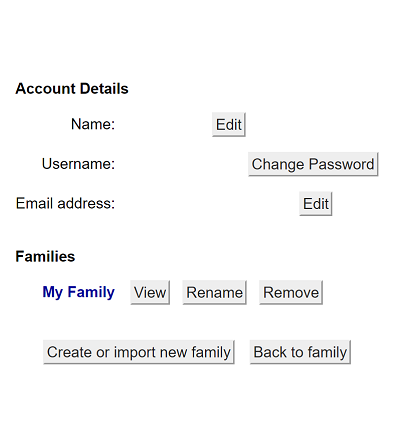 Account Details
Name: Edit
Username: Change Password
Email address: Edit
Families
My Family View Rename Remove
Create or import new family Back to family